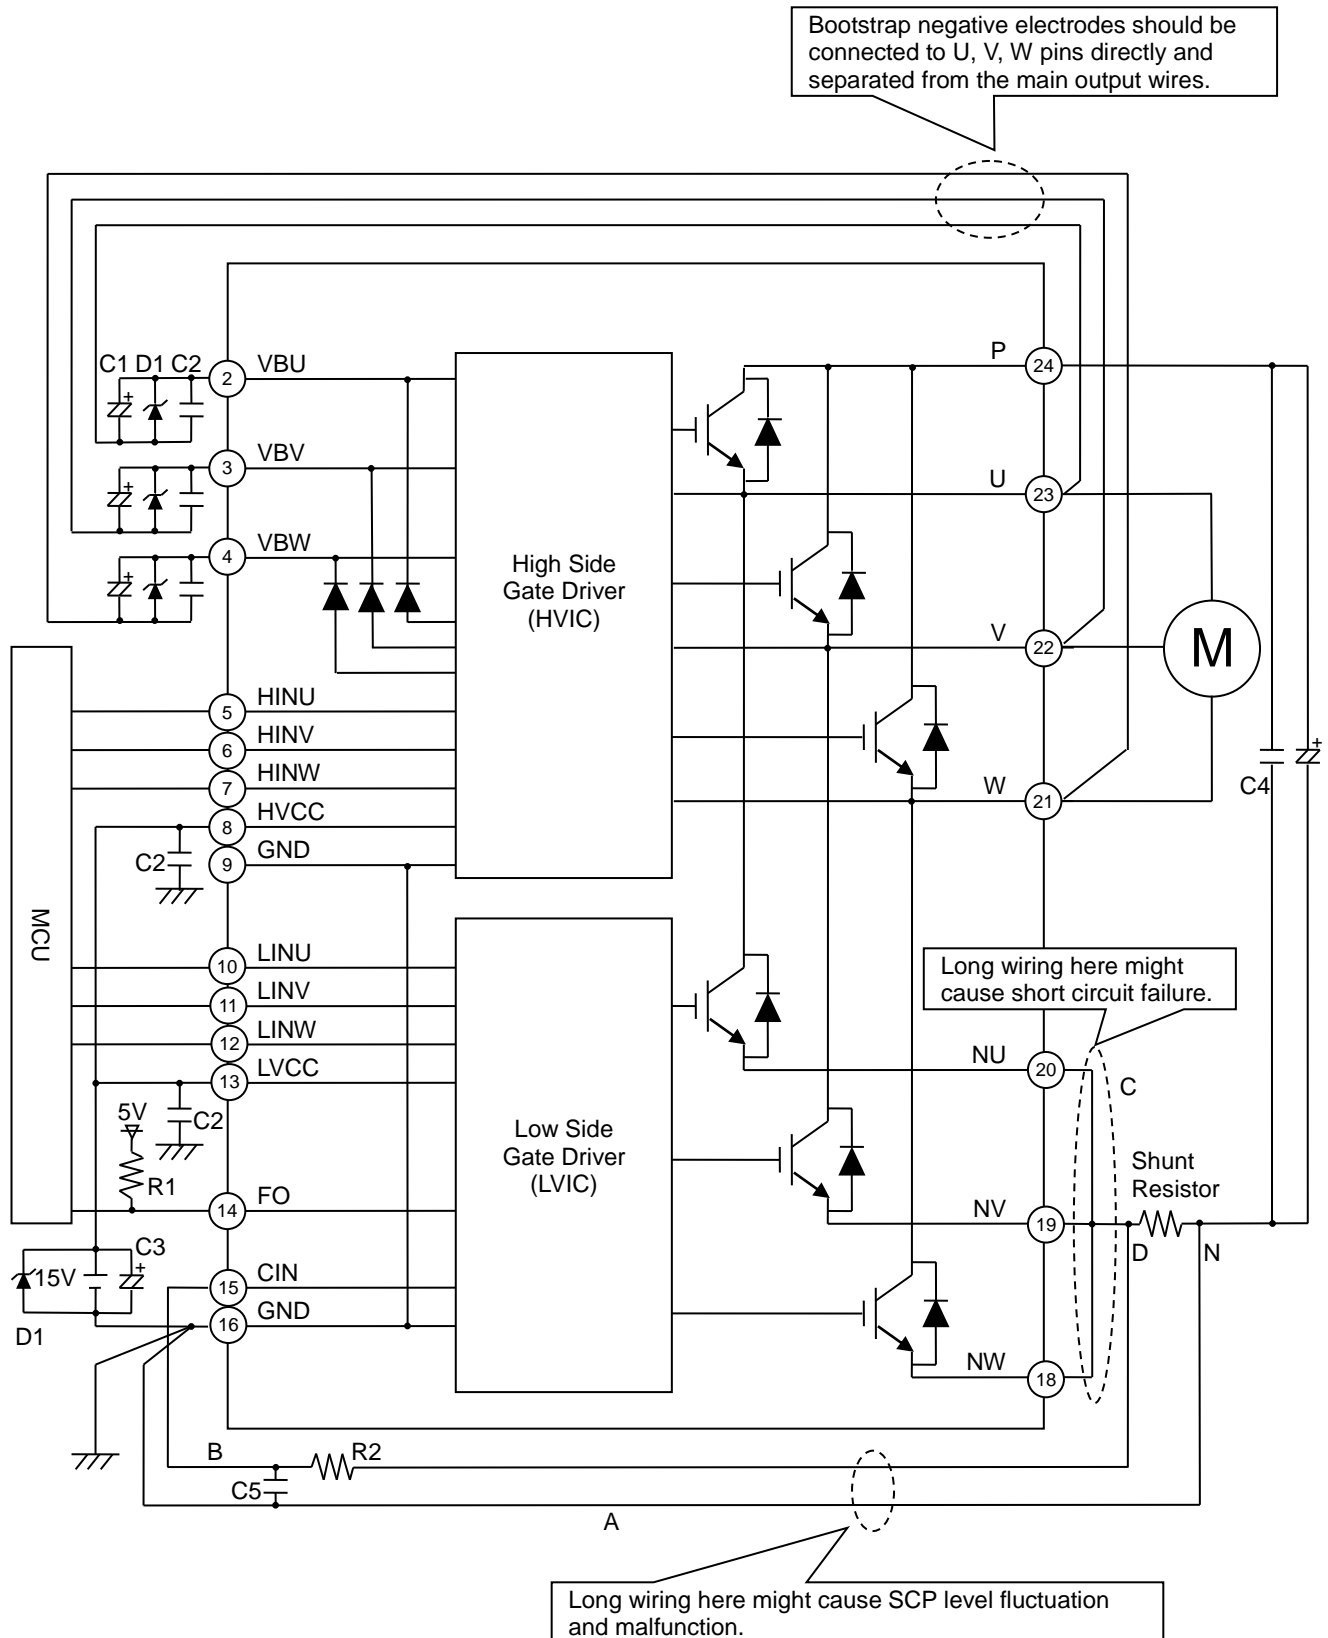 Bootstrap negative electrodes should be
connected to U, V, W pins directly and
separated from the main output wires.
C1 D1 C2
2
VBU
P
24
+
3
VBV
U
23
+
4
VBW
High Side
Gate Driver
(HVIC)
+
V
22
M
5
HINU
6
HINV
7
HINW
8
HVCC
C2
9
GND
W
21
C4
+
MCU
10
LINU
11
LINV
12
LINW
13
LVCC
Long wiring here might
cause short circuit failure.
NU
20
C
5V
C2
R1
Low Side
Gate Driver
(LVIC)
Shunt
Resistor
14
FO
NV
19
D
N
C3
15V
+
D1
15
CIN
16
GND
NW
18
B
R2
C5
A
Long wiring here might cause SCP level fluctuation
and malfunction.